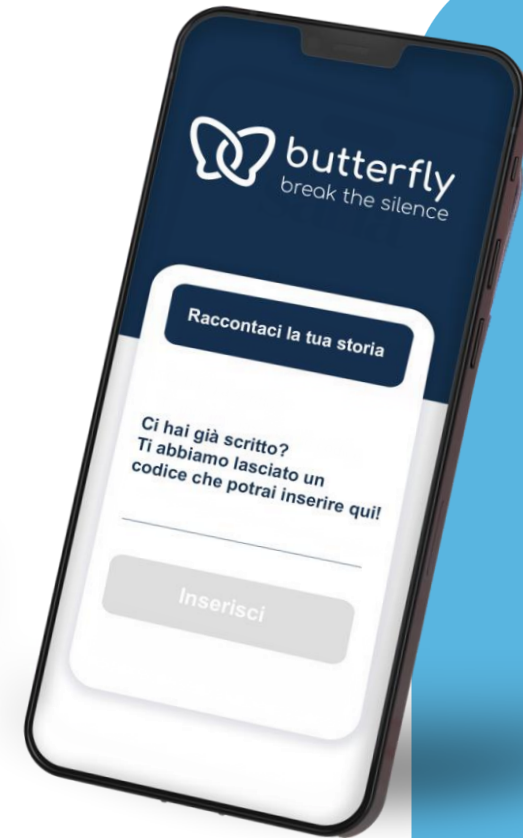 butterfly
break the silence
Raccontaci la tua storia
Ci hai già scritto?
Ti abbiamo lasciato un
codice che potrai inserire qui!
Inserisci